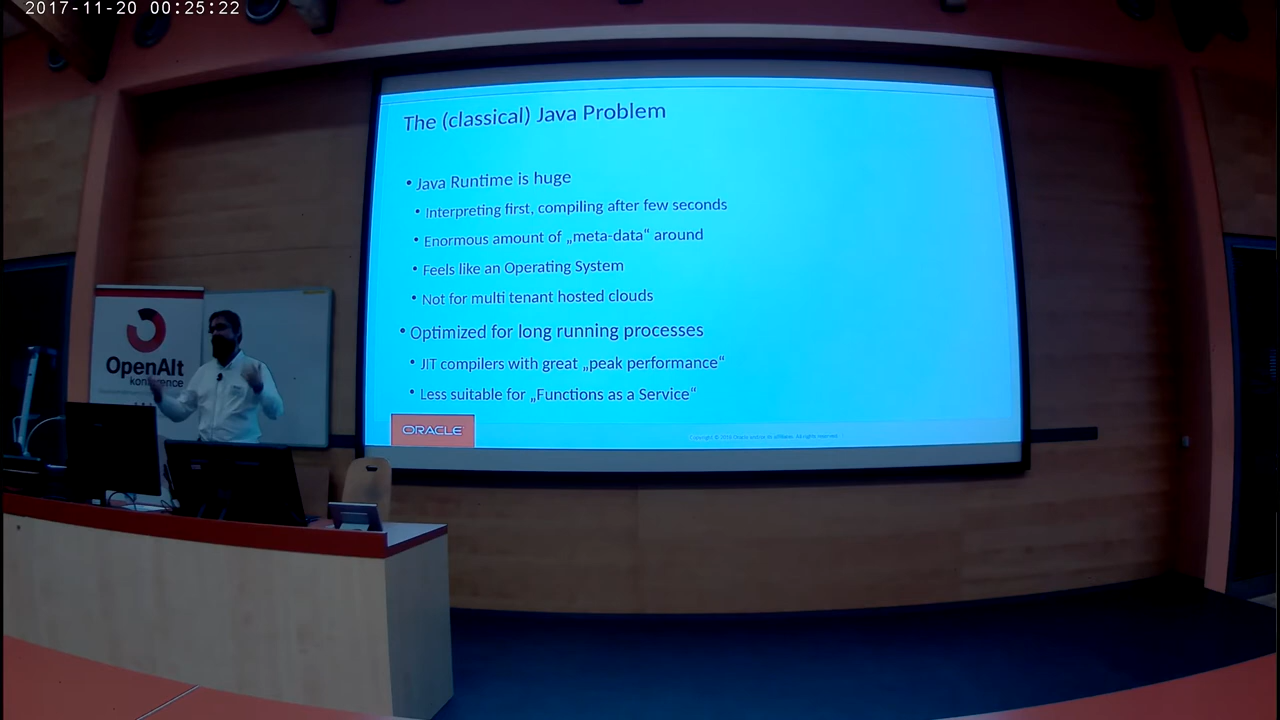 2017-11-20 00:25:22
The (classical) Java Problem
• Java Runtime is huge
• Interpreting first, compiling after few seconds
• Enormous amount of „meta-data“ around
• Feels like an Operating System
• Not for multi tenant hosted clouds
• Optimized for long running processes
• JIT compilers with great „peak performance“
• Less suitable for „Functions as a Service“
ORACLE
OpenAlt